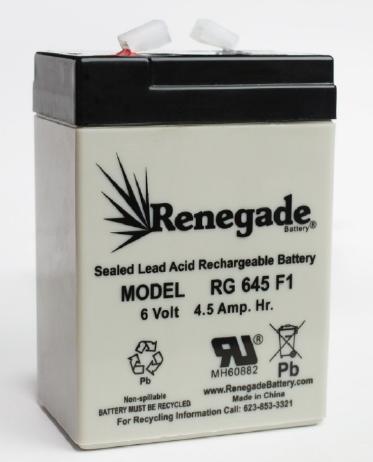 Renegade®
Battery
Sealed Lead Acid Rechargeable Battery
MODEL RG 645 F1
6 Volt 4.5 Amp. Hr.
Pb
Non-spillable
BATTERY MUST BE RECYCLED
RU®
MH60882
Pb
www.RenegadeBattery.com
Made in China
For Recycling Information Call: 623-853-3321